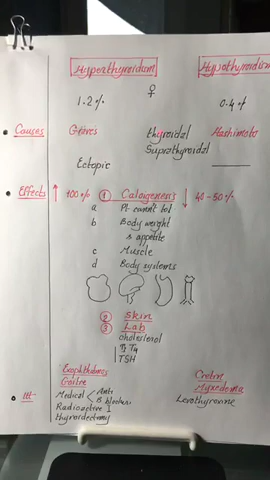 Hyperthyroidism Hypothyroidism
1.2 % ♀ 0.4 %
Causes Graves thyroidal Hashimoto
Suprathyroidal
Ectopic
Effects ↑ 100 % ① Calorigenesis ↓ 40-50 %
a Pt cannot tol
b Body weight
& appetite
c Muscle
d Body systems
② Skin
③ Lab
cholesterol
T3 T4
TSH
Exophthalmos Cretin
Goitre Myxedema
Medical Anti Levothyroxine
B blockers
Radioactive I
thyroidectomy